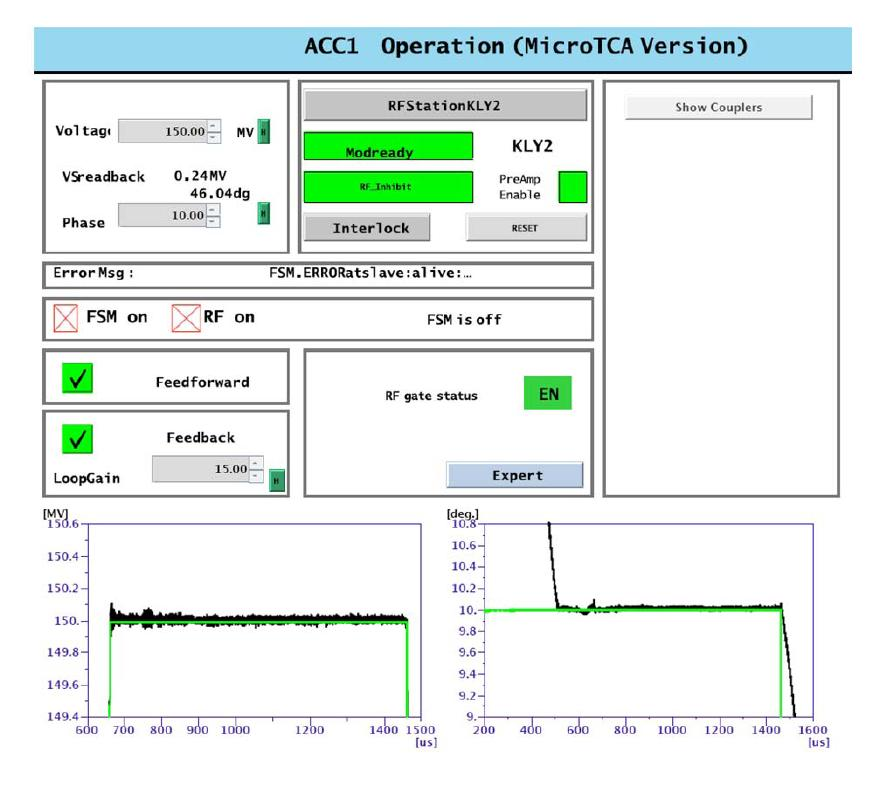 ACC1 Operation (MicroTCA Version)
Voltag 150.00 MV H
VSreadback 0.24MV
46.04dg
Phase 10.00 H
RFStationKLY2
Modready KLY2
RF_Inhibit PreAmp
Enable
Interlock RESET
Show Couplers
ErrorMsg : FSM.ERRORatslave:alive:…
FSM on RF on FSM is off
Feedforward
Feedback
LoopGain 15.00 H
RF gate status EN
Expert
[MV]
150.6
150.4
150.2
150.
149.8
149.6
149.4
600 700 800 900 1000 1200 1400 1500
[us]
[deg.]
10.8
10.6
10.4
10.2
10.
9.8
9.6
9.4
9.2
9.
200 400 600 800 1000 1200 1400 1600
[us]